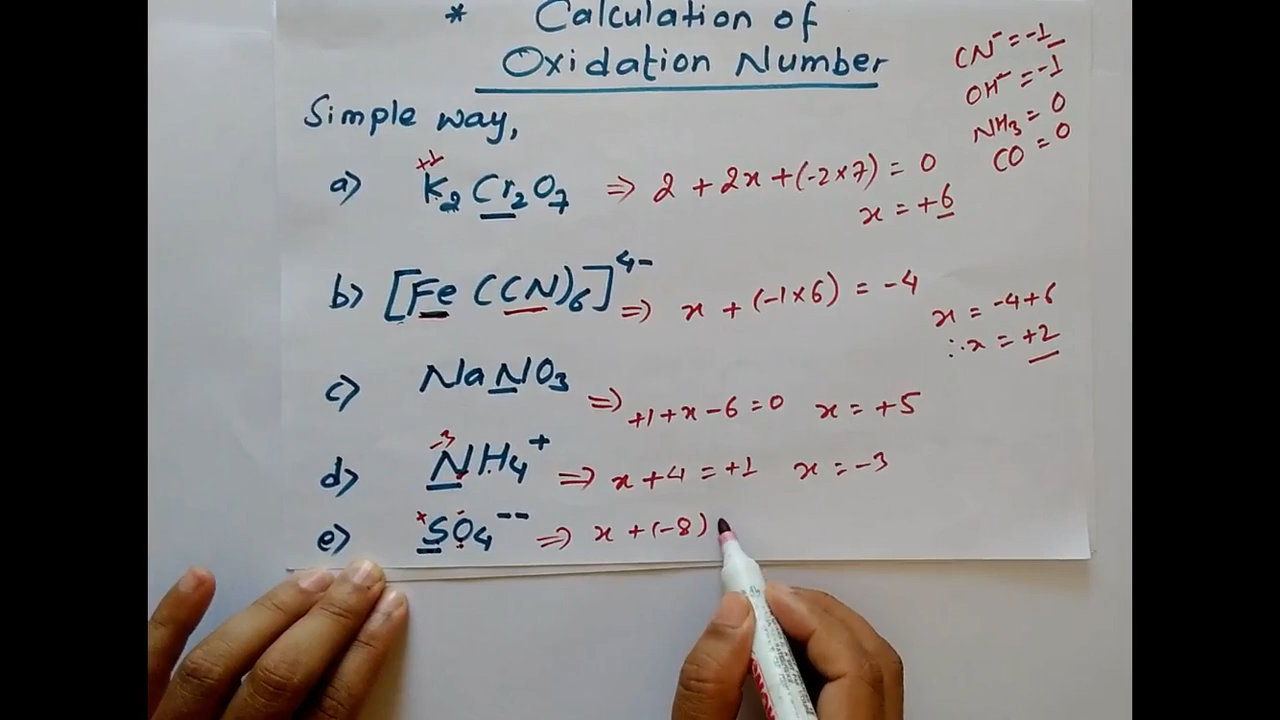 * Calculation of
Oxidation Number
CN⁻ = -1
OH⁻ = -1
NH₃ = 0
CO = 0
Simple way,
+1
a) K₂Cr₂O₇ ⇒ 2 + 2x + (-2×7) = 0
x = +6
b) [Fe(CN)₆]⁴⁻ ⇒ x + (-1×6) = -4
x = -4+6
∴x = +2
c) NaNO₃ ⇒ +1+x-6=0 x = +5
-3
d) NH₄⁺ ⇒ x+4=+1 x = -3
x -
e) SO₄⁻⁻ ⇒ x + (-8)